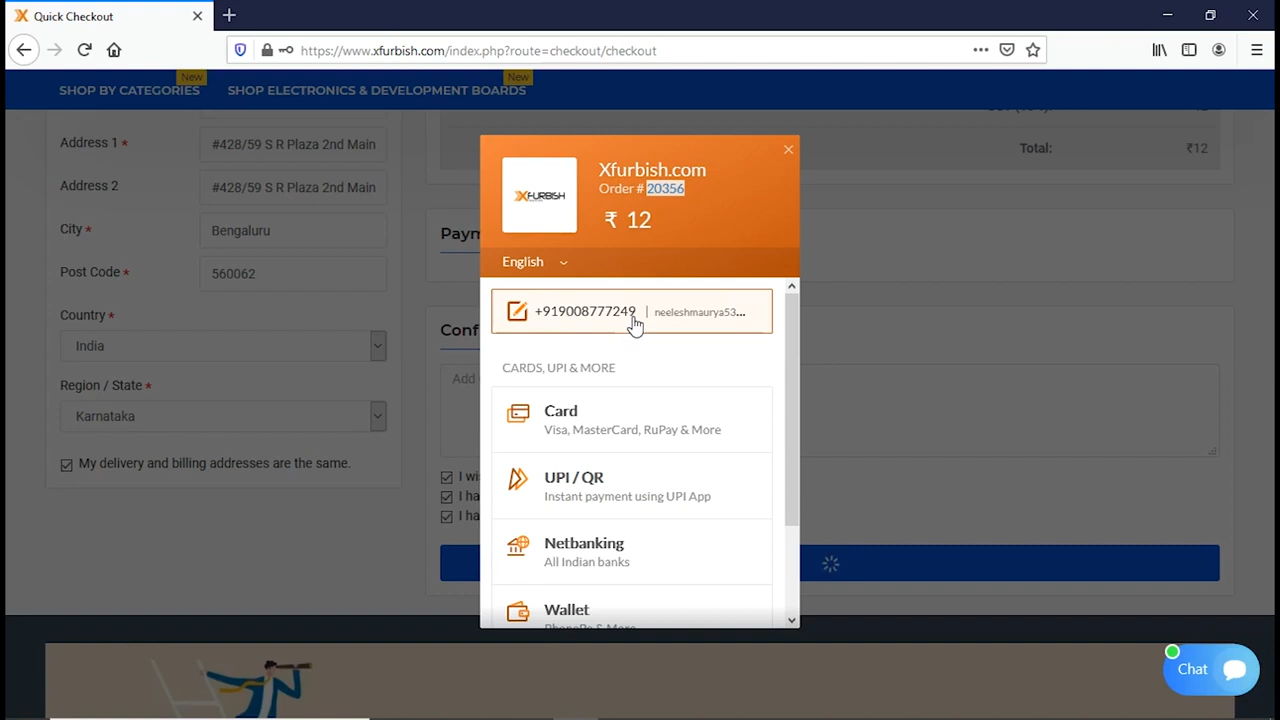 Quick Checkout
https://www.xfurbish.com/index.php?route=checkout/checkout
New
New
SHOP BY CATEGORIES
SHOP ELECTRONICS & DEVELOPMENT BOARDS
Address 1 *
#428/59 S R Plaza 2nd Main
Address 2
#428/59 S R Plaza 2nd Main
City *
Bengaluru
Post Code *
560062
Country *
India
Region / State *
Karnataka
My delivery and billing addresses are the same.
12
Total:
₹12
Paym
Conf
Add
I wi
I ha
I ha
XFURBISH
Xfurbish.com
Order # 20356
₹ 12
English
+919008777249 | neeleshmaurya53...
CARDS, UPI & MORE
Card
Visa, MasterCard, RuPay & More
UPI / QR
Instant payment using UPI App
Netbanking
All Indian banks
Wallet
PhonePe & More
Chat